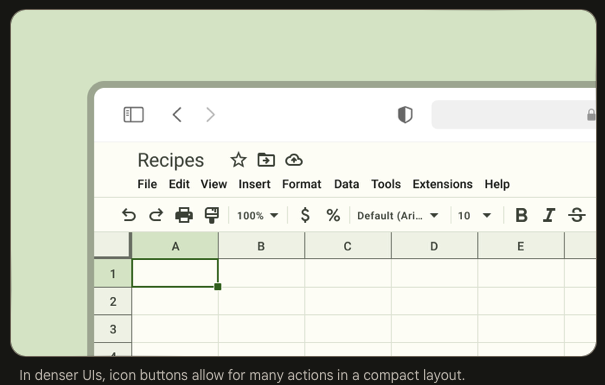 Recipes
File Edit View Insert Format Data Tools Extensions Help
100% $ % Default (Ari... 10 B I S
A B C D E
1
2
3
4
In denser UIs, icon buttons allow for many actions in a compact layout.